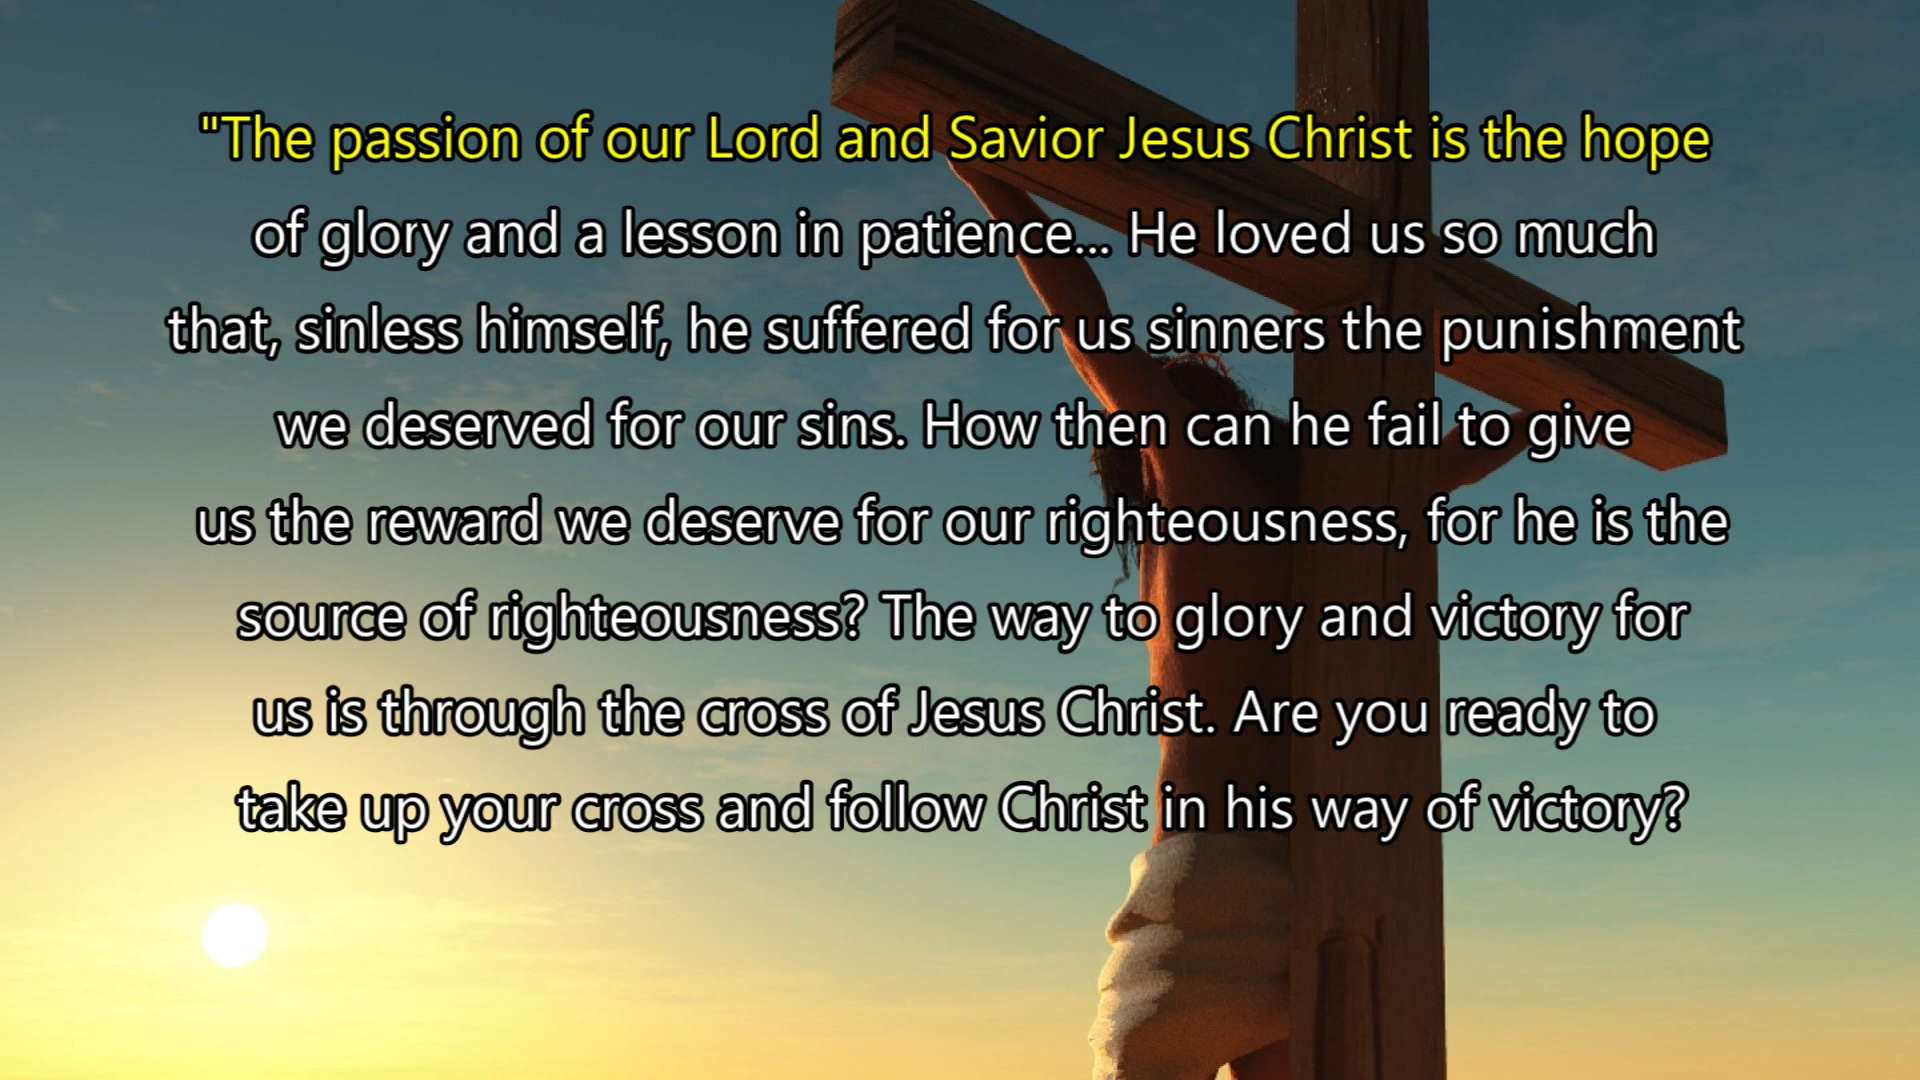 "The passion of our Lord and Savior Jesus Christ is the hope
of glory and a lesson in patience... He loved us so much
that, sinless himself, he suffered for us sinners the punishment
we deserved for our sins. How then can he fail to give
us the reward we deserve for our righteousness, for he is the
source of righteousness? The way to glory and victory for
us is through the cross of Jesus Christ. Are you ready to
take up your cross and follow Christ in his way of victory?